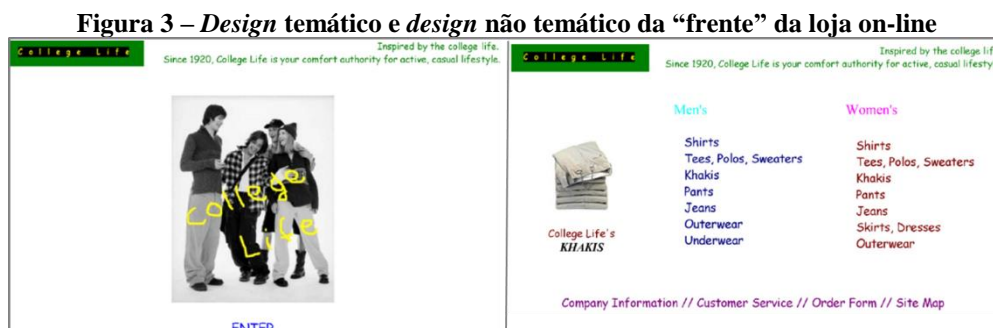 Figura 3 – Design temático e design não temático da “frente” da loja on-line
College Life
Inspired by the college life.
Since 1920, College Life is your comfort authority for active, casual lifestyle.
College
Life
ENTER
College Life
Inspired by the college lif
Since 1920, College Life is your comfort authority for active, casual lifesty
Men's
Shirts
Tees, Polos, Sweaters
Khakis
Pants
Jeans
Outerwear
Underwear
Women's
Shirts
Tees, Polos, Sweaters
Khakis
Pants
Jeans
Skirts, Dresses
Outerwear
College Life's
KHAKIS
Company Information // Customer Service // Order Form // Site Map